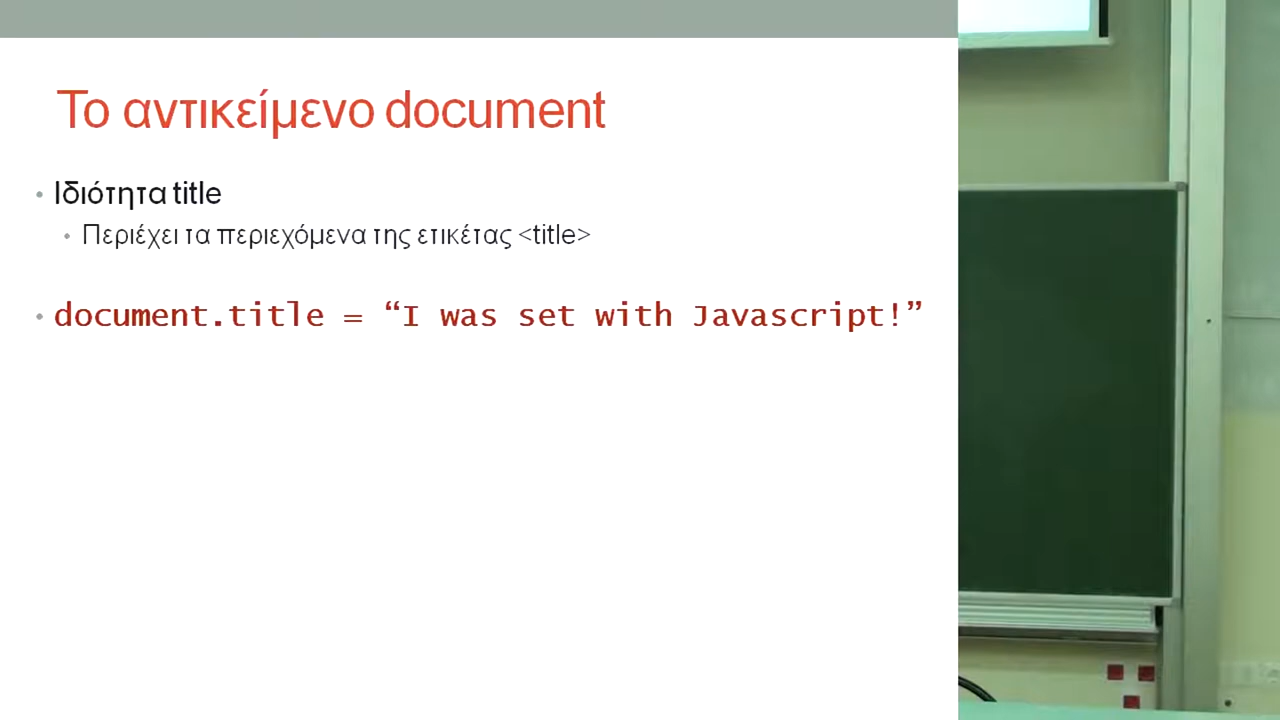 Το αντικείμενο document
• Ιδιότητα title
• Περιέχει τα περιεχόμενα της ετικέτας <title>
• document.title = “I was set with Javascript!”